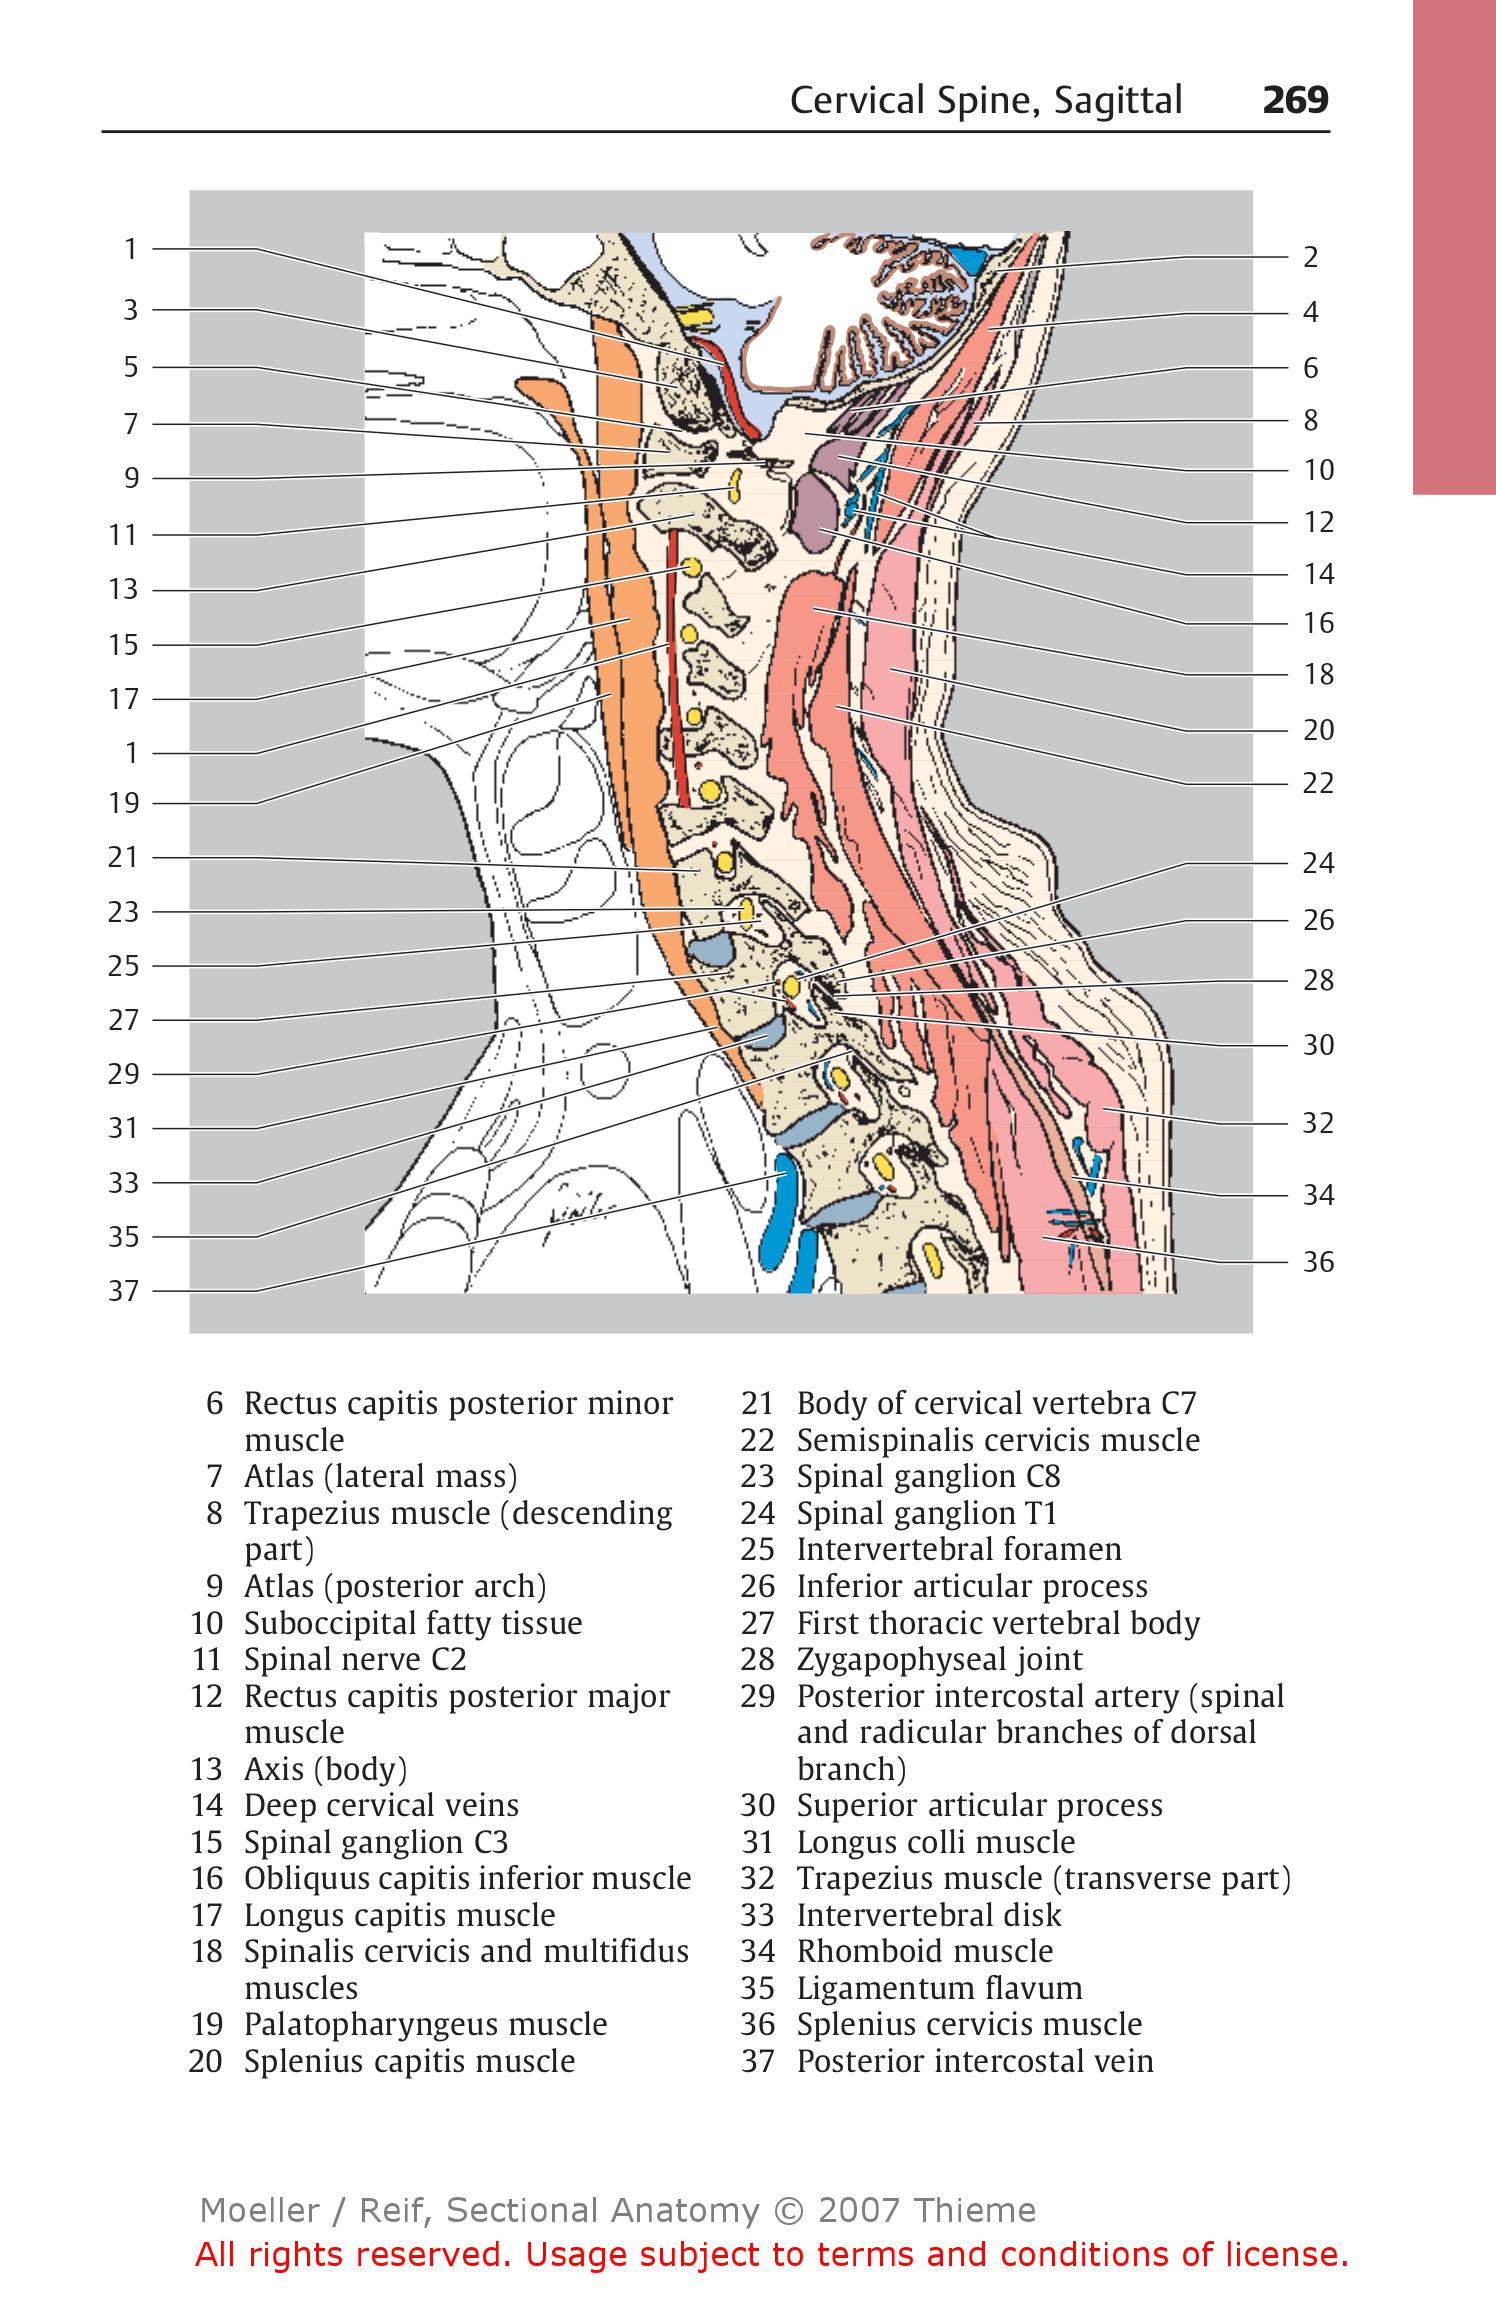 Cervical Spine, Sagittal 269
1
3
5
7
9
11
13
15
17
1
19
21
23
25
27
29
31
33
35
37
2
4
6
8
10
12
14
16
18
20
22
24
26
28
30
32
34
36
6 Rectus capitis posterior minor
muscle
7 Atlas (lateral mass)
8 Trapezius muscle (descending
part)
9 Atlas (posterior arch)
10 Suboccipital fatty tissue
11 Spinal nerve C2
12 Rectus capitis posterior major
muscle
13 Axis (body)
14 Deep cervical veins
15 Spinal ganglion C3
16 Obliquus capitis inferior muscle
17 Longus capitis muscle
18 Spinalis cervicis and multifidus
muscles
19 Palatopharyngeus muscle
20 Splenius capitis muscle
21 Body of cervical vertebra C7
22 Semispinalis cervicis muscle
23 Spinal ganglion C8
24 Spinal ganglion T1
25 Intervertebral foramen
26 Inferior articular process
27 First thoracic vertebral body
28 Zygapophyseal joint
29 Posterior intercostal artery (spinal
and radicular branches of dorsal
branch)
30 Superior articular process
31 Longus colli muscle
32 Trapezius muscle (transverse part)
33 Intervertebral disk
34 Rhomboid muscle
35 Ligamentum flavum
36 Splenius cervicis muscle
37 Posterior intercostal vein
Moeller / Reif, Sectional Anatomy © 2007 Thieme
All rights reserved. Usage subject to terms and conditions of license.